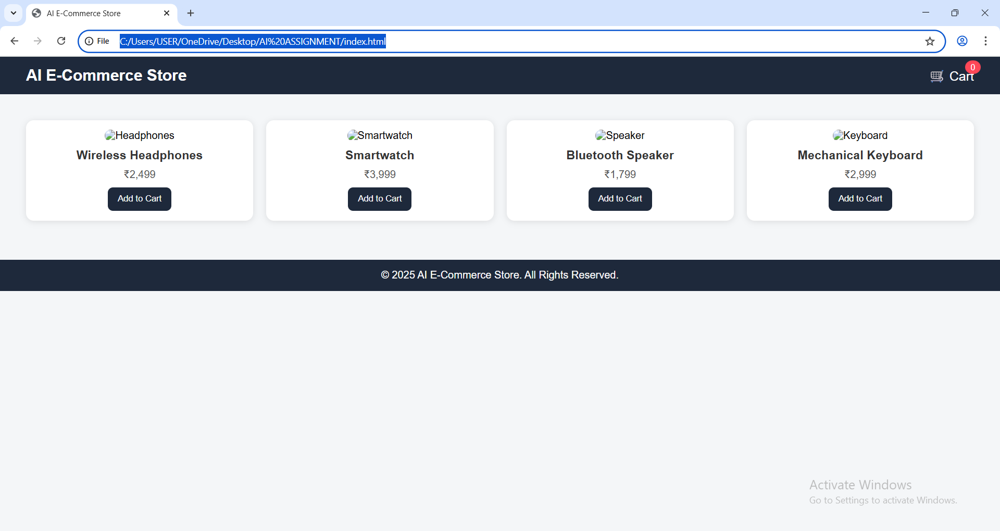 AI E-Commerce Store
File C:/Users/USER/OneDrive/Desktop/AI%20ASSIGNMENT/index.html
AI E-Commerce Store
Cart 0
Headphones
Wireless Headphones
₹2,499
Add to Cart
Smartwatch
Smartwatch
₹3,999
Add to Cart
Speaker
Bluetooth Speaker
₹1,799
Add to Cart
Keyboard
Mechanical Keyboard
₹2,999
Add to Cart
© 2025 AI E-Commerce Store. All Rights Reserved.
Activate Windows
Go to Settings to activate Windows.